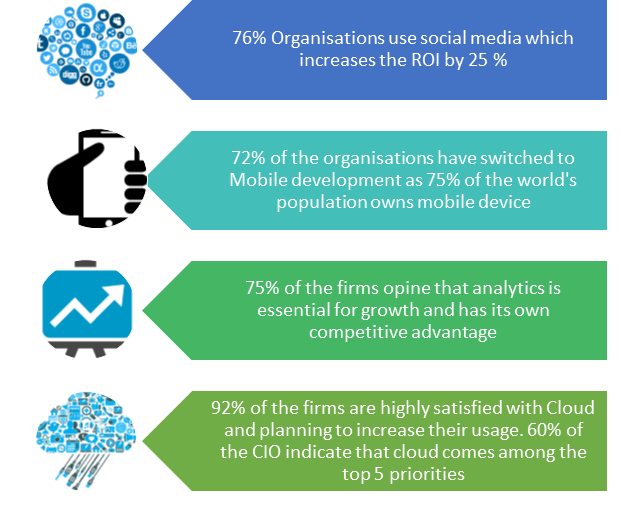 76% Organisations use social media which
increases the ROI by 25 %
72% of the organisations have switched to
Mobile development as 75% of the world's
population owns mobile device
75% of the firms opine that analytics is
essential for growth and has its own
competitive advantage
92% of the firms are highly satisfied with Cloud
and planning to increase their usage. 60% of
the CIO indicate that cloud comes among the
top 5 priorities